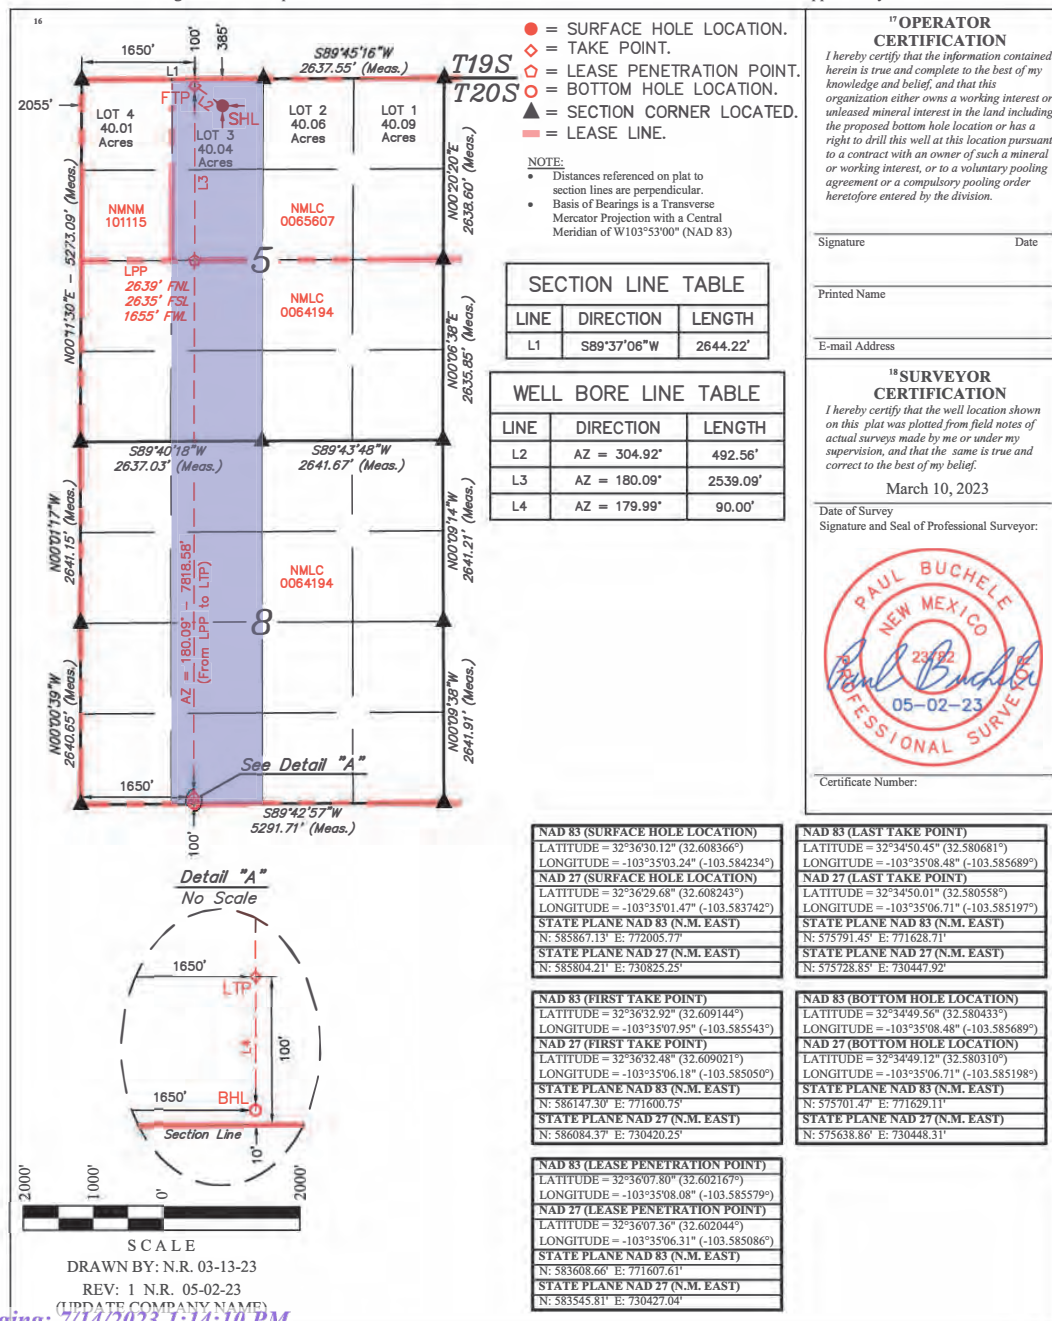 16
1650'
100'
385'
S89°45'16"W
2637.55' (Meas.)
T19S
T20S
L1
2055'
FTP
L2
SHL
LOT 4
40.01
Acres
LOT 3
40.04
Acres
LOT 2
40.06
Acres
LOT 1
40.09
Acres
L3
NMNM
101115
NMLC
0065607
5
LPP
2639' FNL
2635' FSL
1655' FWL
NMLC
0064194
N00°11'30"E - 5273.09' (Meas.)
N00°20'20"E
2638.60' (Meas.)
N00°06'38"E
2635.85' (Meas.)
S89°40'18"W
2637.03' (Meas.)
S89°43'48"W
2641.67' (Meas.)
N00°01'17"W
2641.15' (Meas.)
N00°09'14"W
2641.21' (Meas.)
NMLC
0064194
8
AZ = 180.09° - 7818.58'
(From LPP to LTP)
N00°00'39"W
2640.65' (Meas.)
N00°09'38"W
2641.91' (Meas.)
See Detail "A"
1650'
S89°42'57"W
5291.71' (Meas.)
100'
Detail "A"
No Scale
1650'
LTP
L4
100'
1650'
BHL
Section Line
10'
2000'
1000'
0'
2000'
SCALE
DRAWN BY: N.R. 03-13-23
REV: 1 N.R. 05-02-23
(UPDATE COMPANY NAME)
ging: 7/14/2023 1:14:10 PM
= SURFACE HOLE LOCATION.
= TAKE POINT.
= LEASE PENETRATION POINT.
= BOTTOM HOLE LOCATION.
= SECTION CORNER LOCATED.
= LEASE LINE.
NOTE:
• Distances referenced on plat to
section lines are perpendicular.
• Basis of Bearings is a Transverse
Mercator Projection with a Central
Meridian of W103°53'00" (NAD 83)
SECTION LINE TABLE
LINE DIRECTION LENGTH
L1 S89°37'06"W 2644.22'
WELL BORE LINE TABLE
LINE DIRECTION LENGTH
L2 AZ = 304.92° 492.56'
L3 AZ = 180.09° 2539.09'
L4 AZ = 179.99° 90.00'
17 OPERATOR
CERTIFICATION
I hereby certify that the information contained
herein is true and complete to the best of my
knowledge and belief, and that this
organization either owns a working interest or
unleased mineral interest in the land including
the proposed bottom hole location or has a
right to drill this well at this location pursuant
to a contract with an owner of such a mineral
or working interest, or to a voluntary pooling
agreement or a compulsory pooling order
heretofore entered by the division.
Signature Date
Printed Name
E-mail Address
18 SURVEYOR
CERTIFICATION
I hereby certify that the well location shown
on this plat was plotted from field notes of
actual surveys made by me or under my
supervision, and that the same is true and
correct to the best of my belief.
March 10, 2023
Date of Survey
Signature and Seal of Professional Surveyor:
PAUL BUCHELE
NEW MEXICO
23782
Paul Buchele
05-02-23
PROFESSIONAL SURVEYOR
Certificate Number:
NAD 83 (SURFACE HOLE LOCATION)
LATITUDE = 32°36'30.12" (32.608366°)
LONGITUDE = -103°35'03.24" (-103.584234°)
NAD 27 (SURFACE HOLE LOCATION)
LATITUDE = 32°36'29.68" (32.608243°)
LONGITUDE = -103°35'01.47" (-103.583742°)
STATE PLANE NAD 83 (N.M. EAST)
N: 585867.13' E: 772005.77'
STATE PLANE NAD 27 (N.M. EAST)
N: 585804.21' E: 730825.25'
NAD 83 (LAST TAKE POINT)
LATITUDE = 32°34'50.45" (32.580681°)
LONGITUDE = -103°35'08.48" (-103.585689°)
NAD 27 (LAST TAKE POINT)
LATITUDE = 32°34'50.01" (32.580558°)
LONGITUDE = -103°35'06.71" (-103.585197°)
STATE PLANE NAD 83 (N.M. EAST)
N: 575791.45' E: 771628.71'
STATE PLANE NAD 27 (N.M. EAST)
N: 575728.85' E: 730447.92'
NAD 83 (FIRST TAKE POINT)
LATITUDE = 32°36'32.92" (32.609144°)
LONGITUDE = -103°35'07.95" (-103.585543°)
NAD 27 (FIRST TAKE POINT)
LATITUDE = 32°36'32.48" (32.609021°)
LONGITUDE = -103°35'06.18" (-103.585050°)
STATE PLANE NAD 83 (N.M. EAST)
N: 586147.30' E: 771600.75'
STATE PLANE NAD 27 (N.M. EAST)
N: 586084.37' E: 730420.25'
NAD 83 (BOTTOM HOLE LOCATION)
LATITUDE = 32°34'49.56" (32.580433°)
LONGITUDE = -103°35'08.48" (-103.585689°)
NAD 27 (BOTTOM HOLE LOCATION)
LATITUDE = 32°34'49.12" (32.580310°)
LONGITUDE = -103°35'06.71" (-103.585198°)
STATE PLANE NAD 83 (N.M. EAST)
N: 575701.47' E: 771629.11'
STATE PLANE NAD 27 (N.M. EAST)
N: 575638.86' E: 730448.31'
NAD 83 (LEASE PENETRATION POINT)
LATITUDE = 32°36'07.80" (32.602167°)
LONGITUDE = -103°35'08.08" (-103.585579°)
NAD 27 (LEASE PENETRATION POINT)
LATITUDE = 32°36'07.36" (32.602044°)
LONGITUDE = -103°35'06.31" (-103.585086°)
STATE PLANE NAD 83 (N.M. EAST)
N: 583608.66' E: 771607.61'
STATE PLANE NAD 27 (N.M. EAST)
N: 583545.81' E: 730427.04'